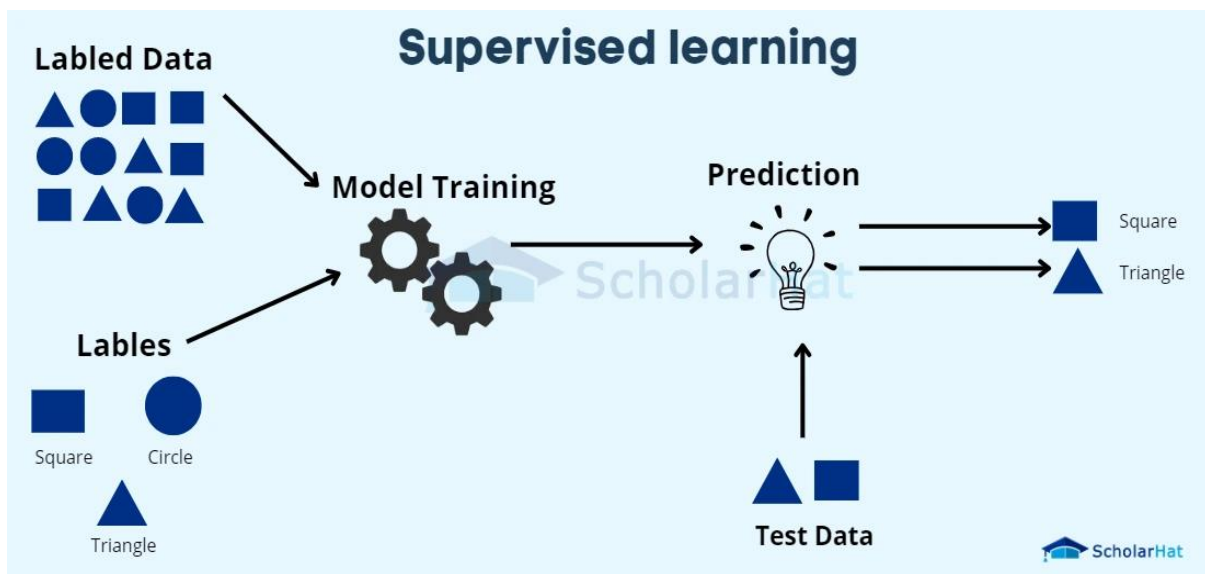 Supervised learning
Labled Data
Model Training
Prediction
Square
Triangle
ScholarHat
Lables
Square
Circle
Triangle
Test Data
ScholarHat